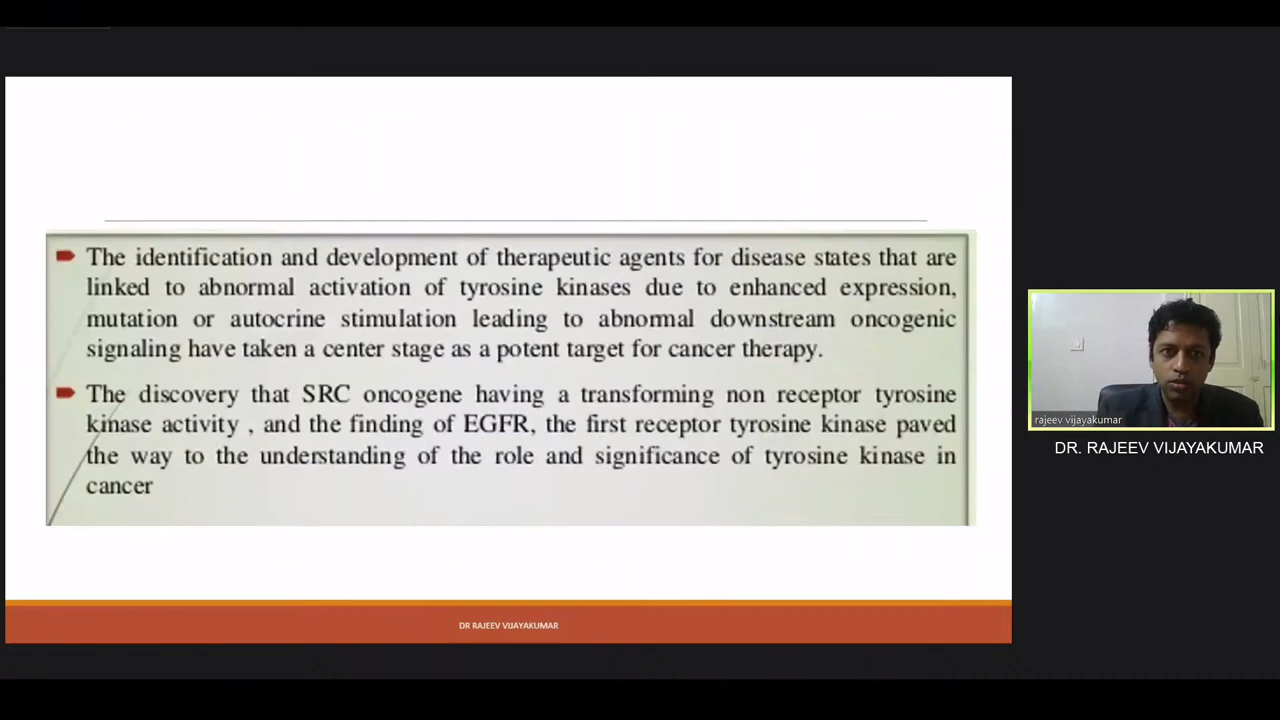 The identification and development of therapeutic agents for disease states that are
linked to abnormal activation of tyrosine kinases due to enhanced expression,
mutation or autocrine stimulation leading to abnormal downstream oncogenic
signaling have taken a center stage as a potent target for cancer therapy.
The discovery that SRC oncogene having a transforming non receptor tyrosine
kinase activity , and the finding of EGFR, the first receptor tyrosine kinase paved
the way to the understanding of the role and significance of tyrosine kinase in
cancer
DR RAJEEV VIJAYAKUMAR
rajeev vijayakumar
DR. RAJEEV VIJAYAKUMAR